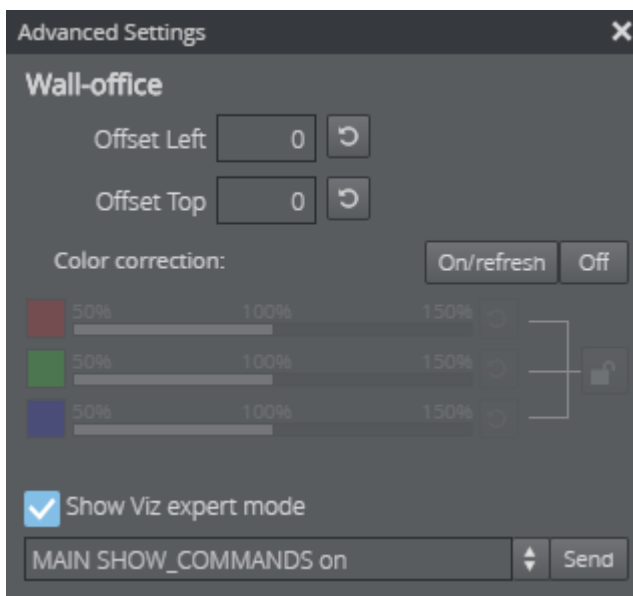 Advanced Settings
Wall-office
Offset Left 0
Offset Top 0
Color correction: On/refresh Off
50% 100% 150%
50% 100% 150%
50% 100% 150%
Show Viz expert mode
MAIN SHOW_COMMANDS on Send